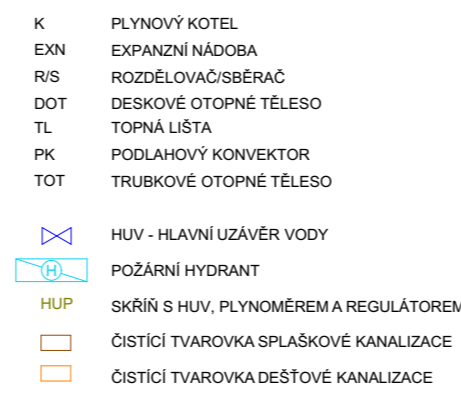 K PLYNOVÝ KOTEL
EXN EXPANZNÍ NÁDOBA
R/S ROZDĚLOVAČ/SBĚRAČ
DOT DESKOVÉ OTOPNÉ TĚLESO
TL TOPNÁ LIŠTA
PK PODLAHOVÝ KONVEKTOR
TOT TRUBKOVÉ OTOPNÉ TĚLESO
HUV - HLAVNÍ UZÁVĚR VODY
H POŽÁRNÍ HYDRANT
HUP SKŘÍŇ S HUV, PLYNOMĚREM A REGULÁTOREM
ČISTÍCÍ TVAROVKA SPLAŠKOVÉ KANALIZACE
ČISTÍCÍ TVAROVKA DEŠŤOVÉ KANALIZACE